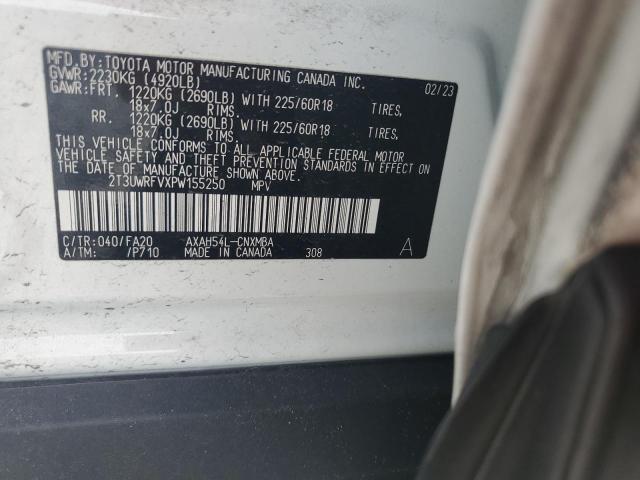 MFD.BY: TOYOTA MOTOR MANUFACTURING CANADA INC.
GVWR: 2230KG (4920LB) 02/23
GAWR: FRT. 1220KG (2690LB) WITH 225/60R18 TIRES,
18x7.0J RIMS.
RR. 1220KG (2690LB) WITH 225/60R18 TIRES,
18x7.0J RIMS.
THIS VEHICLE CONFORMS TO ALL APPLICABLE FEDERAL MOTOR
VEHICLE SAFETY AND THEFT PREVENTION STANDARDS IN EFFECT ON
THE DATE OF MANUFACTURE SHOWN ABOVE.
2T3UWRFVXPW155250 MPV
C/TR: 040/FA20 AXAH54L-CNXMBA
A/TM: /P710 MADE IN CANADA 308 A